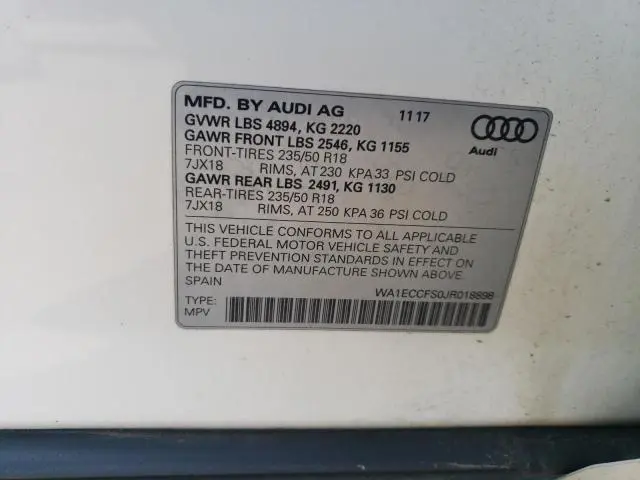 MFD. BY AUDI AG 11 17
GVWR LBS 4894, KG 2220
GAWR FRONT LBS 2546, KG 1155
FRONT-TIRES 235/50 R18
7JX18 RIMS, AT 230 KPA 33 PSI COLD
GAWR REAR LBS 2491, KG 1130
REAR-TIRES 235/50 R18
7JX18 RIMS, AT 250 KPA 36 PSI COLD
Audi
THIS VEHICLE CONFORMS TO ALL APPLICABLE
U.S. FEDERAL MOTOR VEHICLE SAFETY AND
THEFT PREVENTION STANDARDS IN EFFECT ON
THE DATE OF MANUFACTURE SHOWN ABOVE.
SPAIN
WA1ECCFS0JR018898
TYPE:
MPV